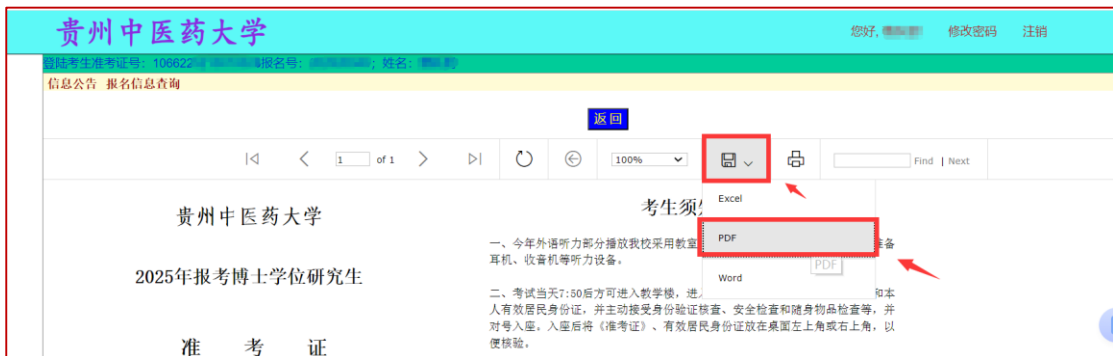 贵州中医药大学
您好, 修改密码 注销
登陆考生准考证号: 106622 报名号: ; 姓名:
信息公告 报名信息查询
返回
1 of 1 100% Find | Next
Excel
PDF
PDF
Word
贵州中医药大学
2025年报考博士学位研究生
准 考 证
考生须
一、今年外语听力部分播放我校采用教室 备
耳机、收音机等听力设备。
二、考试当天7:50后方可进入教学楼, 进 和本
人有效居民身份证, 并主动接受身份验证核查、安全检查和随身物品检查等, 并
对号入座。入座后将《准考证》、有效居民身份证放在桌面左上角或右上角, 以
便核验。